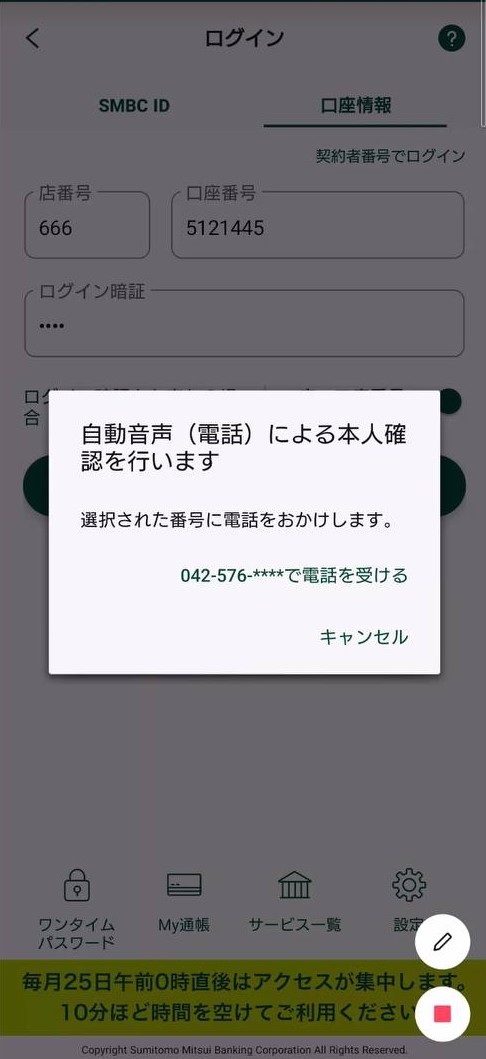 ログイン
?
SMBC ID
口座情報
契約者番号でログイン
店番号
666
口座番号
5121445
ログイン暗証
••••
合
自動音声（電話）による本人確
認を行います
選択された番号に電話をおかけします。
042-576-****で電話を受ける
キャンセル
ワンタイム
パスワード
My通帳
サービス一覧
設定
毎月25日午前0時直後はアクセスが集中します。
10分ほど時間を空けてご利用ください
Copyright Sumitomo Mitsui Banking Corporation All Rights Reserved.